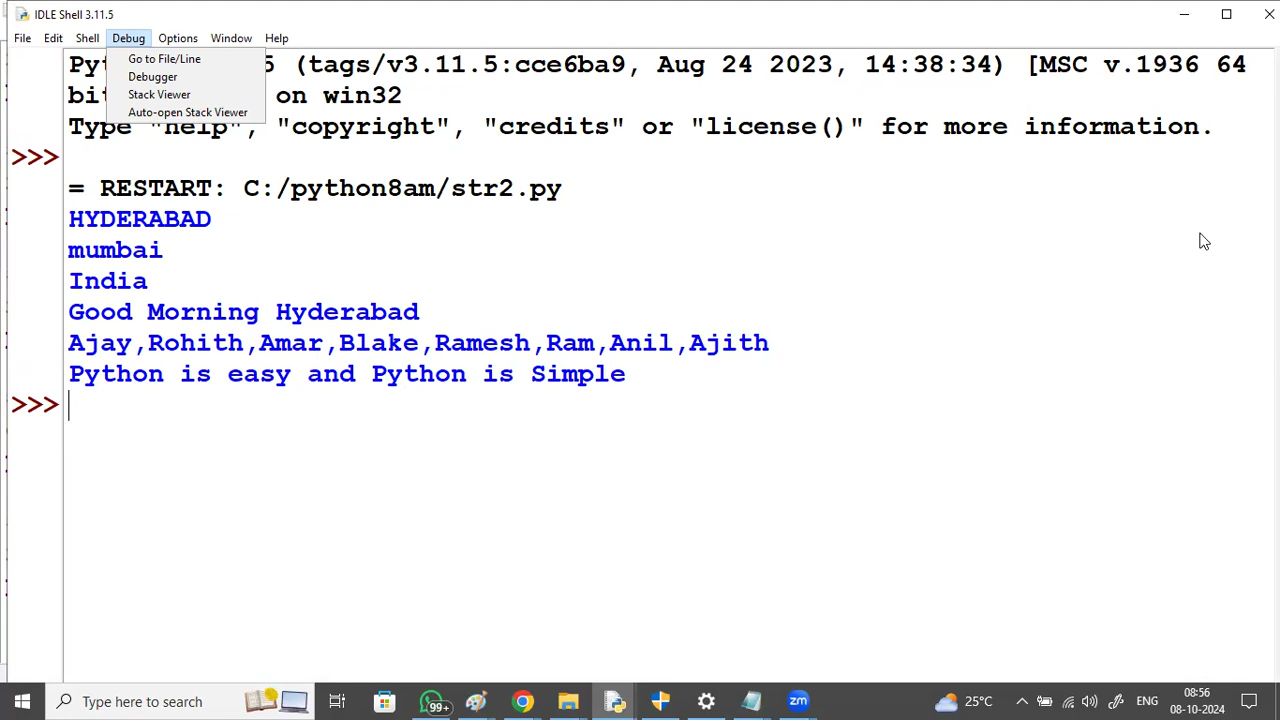 IDLE Shell 3.11.5
File Edit Shell Debug Options Window Help
Go to File/Line
Debugger
Stack Viewer
Auto-open Stack Viewer
5 (tags/v3.11.5:cce6ba9, Aug 24 2023, 14:38:34) [MSC v.1936 64
on win32
Type "help", "copyright", "credits" or "license()" for more information.
>>>
= RESTART: C:/python8am/str2.py
HYDERABAD
mumbai
India
Good Morning Hyderabad
Ajay,Rohith,Amar,Blake,Ramesh,Ram,Anil,Ajith
Python is easy and Python is Simple
>>>
Type here to search
99+
zm
25°C
ENG
08:56
08-10-2024